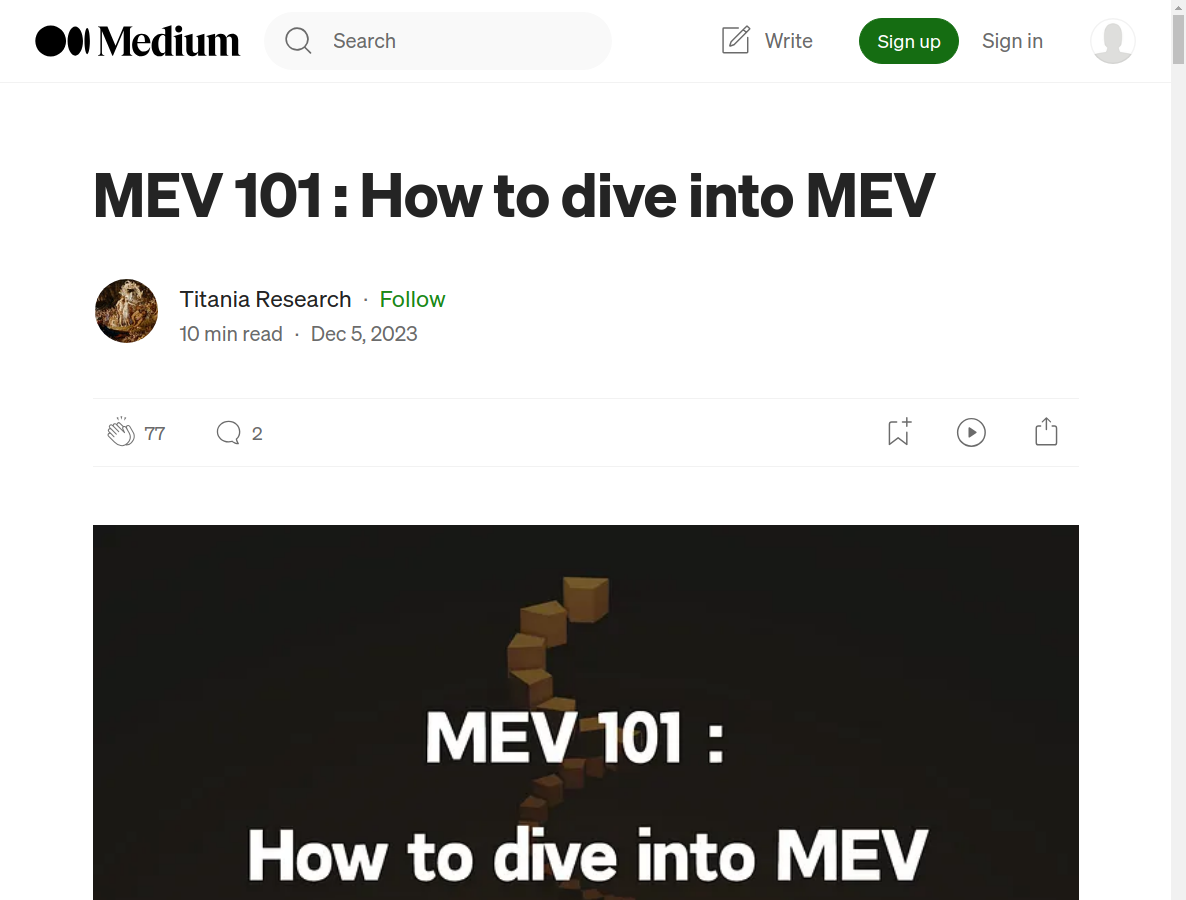 Medium
Search
Write
Sign up
Sign in
MEV 101 : How to dive into MEV
Titania Research · Follow
10 min read · Dec 5, 2023
77
2
MEV 101 :
How to dive into MEV